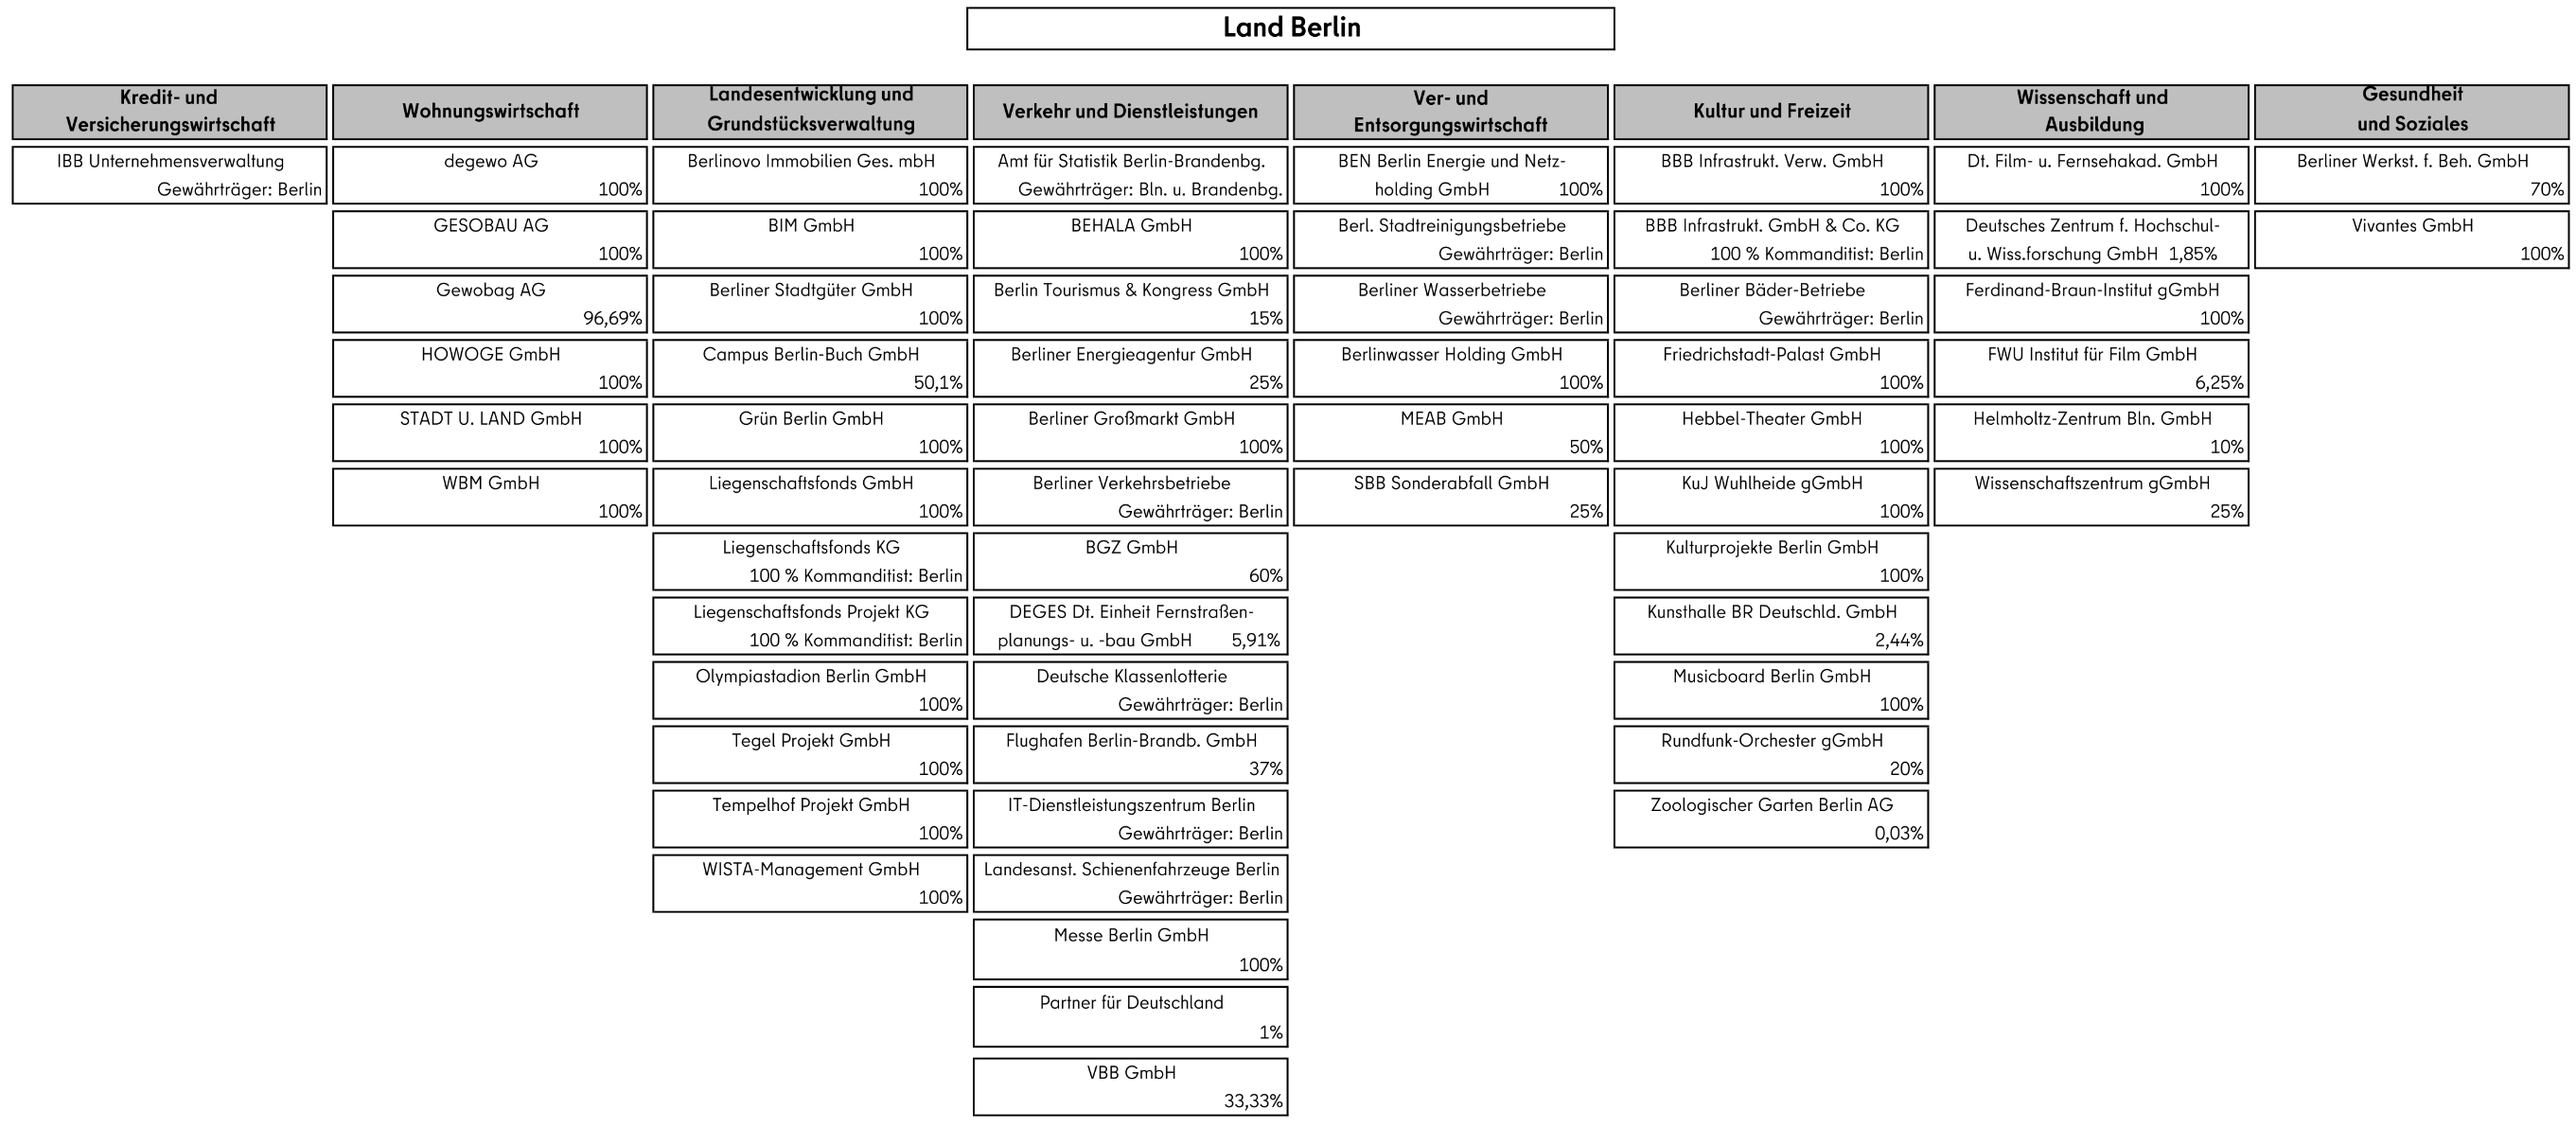 Land Berlin
Kredit- und
Versicherungswirtschaft
IBB Unternehmensverwaltung
Gewährträger: Berlin
Wohnungswirtschaft
degewo AG
100%
GESOBAU AG
100%
Gewobag AG
96,69%
HOWOGE GmbH
100%
STADT U. LAND GmbH
100%
WBM GmbH
100%
Landesentwicklung und
Grundstücksverwaltung
Berlinovo Immobilien Ges. mbH
100%
BIM GmbH
100%
Berliner Stadtgüter GmbH
100%
Campus Berlin-Buch GmbH
50,1%
Grün Berlin GmbH
100%
Liegenschaftsfonds GmbH
100%
Liegenschaftsfonds KG
100 % Kommanditist: Berlin
Liegenschaftsfonds Projekt KG
100 % Kommanditist: Berlin
Olympiastadion Berlin GmbH
100%
Tegel Projekt GmbH
100%
Tempelhof Projekt GmbH
100%
WISTA-Management GmbH
100%
Verkehr und Dienstleistungen
Amt für Statistik Berlin-Brandenbg.
Gewährträger: Bln. u. Brandenbg.
BEHALA GmbH
100%
Berlin Tourismus & Kongress GmbH
15%
Berliner Energieagentur GmbH
25%
Berliner Großmarkt GmbH
100%
Berliner Verkehrsbetriebe
Gewährträger: Berlin
BGZ GmbH
60%
DEGES Dt. Einheit Fernstraßen-
planungs- u. -bau GmbH 5,91%
Deutsche Klassenlotterie
Gewährträger: Berlin
Flughafen Berlin-Brandb. GmbH
37%
IT-Dienstleistungszentrum Berlin
Gewährträger: Berlin
Landesanst. Schienenfahrzeuge Berlin
Gewährträger: Berlin
Messe Berlin GmbH
100%
Partner für Deutschland
1%
VBB GmbH
33,33%
Ver- und
Entsorgungswirtschaft
BEN Berlin Energie und Netz-
holding GmbH 100%
Berl. Stadtreinigungsbetriebe
Gewährträger: Berlin
Berliner Wasserbetriebe
Gewährträger: Berlin
Berlinwasser Holding GmbH
100%
MEAB GmbH
50%
SBB Sonderabfall GmbH
25%
Kultur und Freizeit
BBB Infrastrukt. Verw. GmbH
100%
BBB Infrastrukt. GmbH & Co. KG
100 % Kommanditist: Berlin
Berliner Bäder-Betriebe
Gewährträger: Berlin
Friedrichstadt-Palast GmbH
100%
Hebbel-Theater GmbH
100%
KuJ Wuhlheide gGmbH
100%
Kulturprojekte Berlin GmbH
100%
Kunsthalle BR Deutschld. GmbH
2,44%
Musicboard Berlin GmbH
100%
Rundfunk-Orchester gGmbH
20%
Zoologischer Garten Berlin AG
0,03%
Wissenschaft und
Ausbildung
Dt. Film- u. Fernsehakad. GmbH
100%
Deutsches Zentrum f. Hochschul-
u. Wiss.forschung GmbH 1,85%
Ferdinand-Braun-Institut gGmbH
100%
FWU Institut für Film GmbH
6,25%
Helmholtz-Zentrum Bln. GmbH
10%
Wissenschaftszentrum gGmbH
25%
Gesundheit
und Soziales
Berliner Werkst. f. Beh. GmbH
70%
Vivantes GmbH
100%